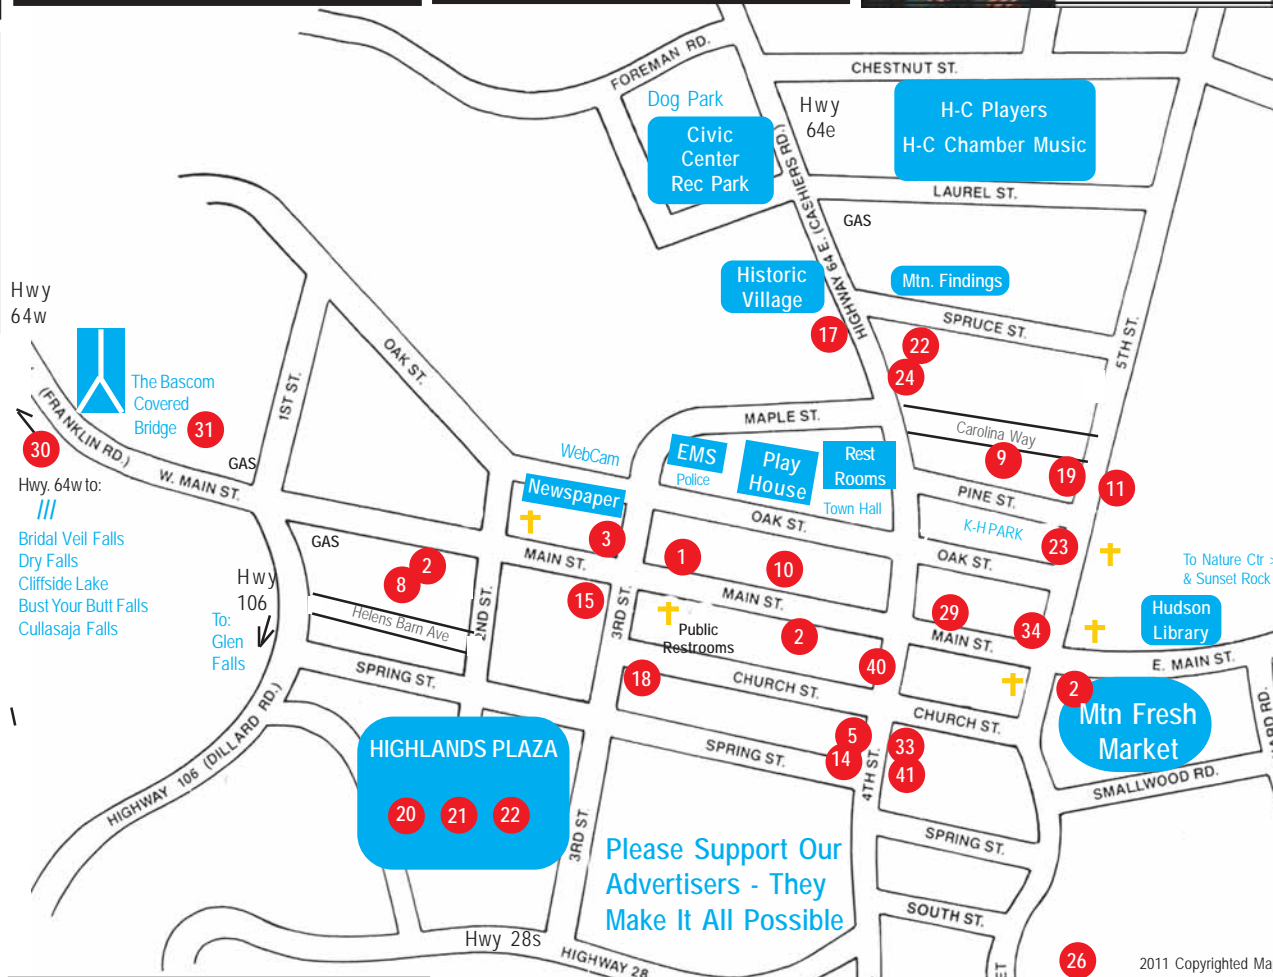 FOREMAN RD.
CHESTNUT ST.
Dog Park
Hwy
64e
H-C Players
H-C Chamber Music
Civic
Center
Rec Park
HIGHWAY 64 E. (CASHIERS RD.)
LAUREL ST.
GAS
Hwy
64w
Historic
Village
Mtn. Findings
SPRUCE ST.
5TH ST.
17
22
24
OAK ST.
1ST ST.
The Bascom
Covered
Bridge
31
30
(FRANKLIN RD.)
W. MAIN ST.
GAS
MAPLE ST.
Carolina Way
9
19
11
WebCam
EMS
Police
Play
House
Rest
Rooms
Town Hall
PINE ST.
Hwy. 64w to:
Bridal Veil Falls
Dry Falls
Cliffside Lake
Bust Your Butt Falls
Cullasaja Falls
Newspaper
OAK ST.
K-H PARK
23
OAK ST.
GAS
3
MAIN ST.
1
10
To Nature Ctr >
& Sunset Rock
Hwy
106
To:
Glen
Falls
2
8
Helens Barn Ave
2ND ST.
15
3RD ST.
MAIN ST.
29
34
MAIN ST.
Hudson
Library
E. MAIN ST.
Public
Restrooms
2
40
SPRING ST.
18
CHURCH ST.
2
Mtn Fresh
Market
CHURCH ST.
HIGHWAY 106 (DILLARD RD.)
HIGHLANDS PLAZA
20
21
22
SPRING ST.
5
14
4TH ST.
33
41
SMALLWOOD RD.
3RD ST.
SPRING ST.
Please Support Our
Advertisers - They
Make It All Possible
SOUTH ST.
Hwy 28s
HIGHWAY 28
26
2011 Copyrighted Ma